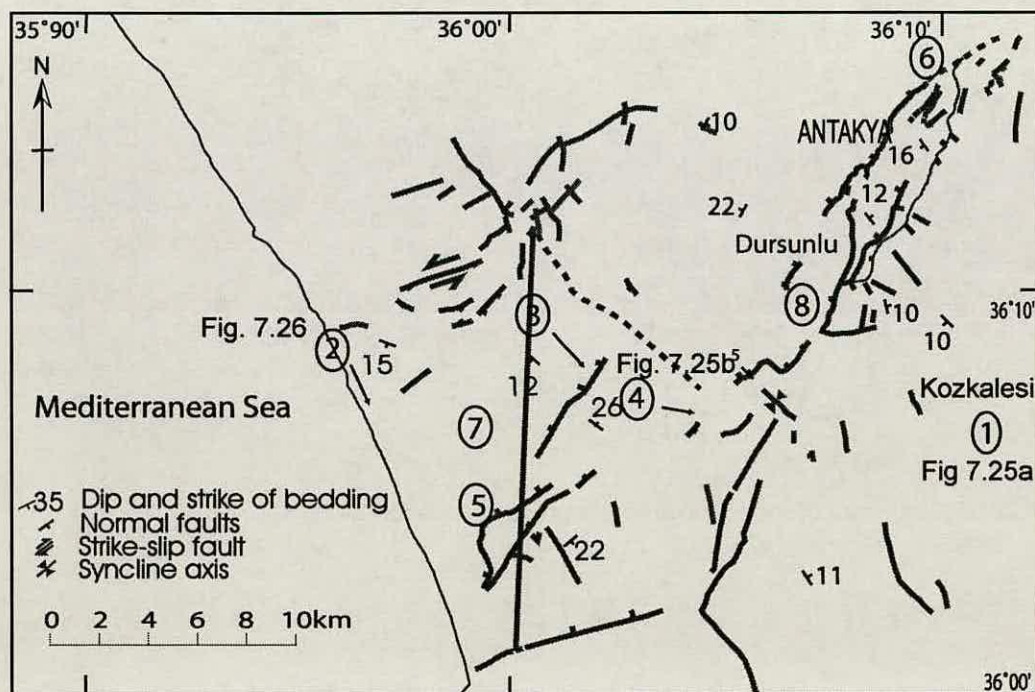 35°90' 36°00' 36°10'
6
N
10
ANTAKYA
16
12
22
Dursunlu
8
36°10'
10
10
3
Fig. 7.26
2
15
Fig. 7.25b
5
12
Kozkalesi
26
4
Mediterranean Sea
7
1
Fig 7.25a
5
35 Dip and strike of bedding
Normal faults
Strike-slip fault
Syncline axis
22
11
0 2 4 6 8 10km
36°00'